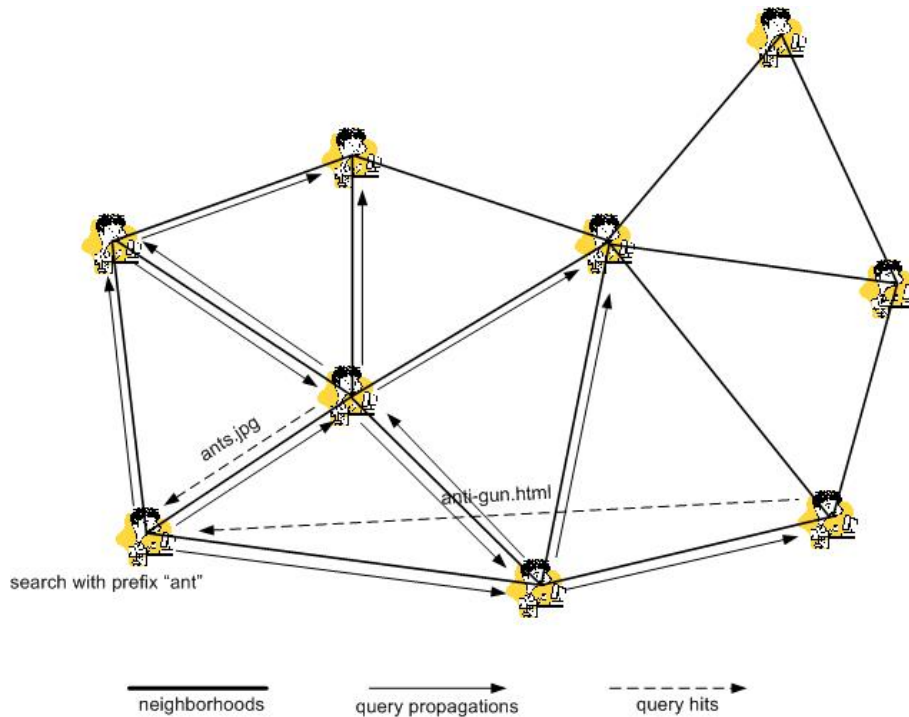 ants.jpg
anti-gun.html
search with prefix “ant”
neighborhoods
query propagations
query hits